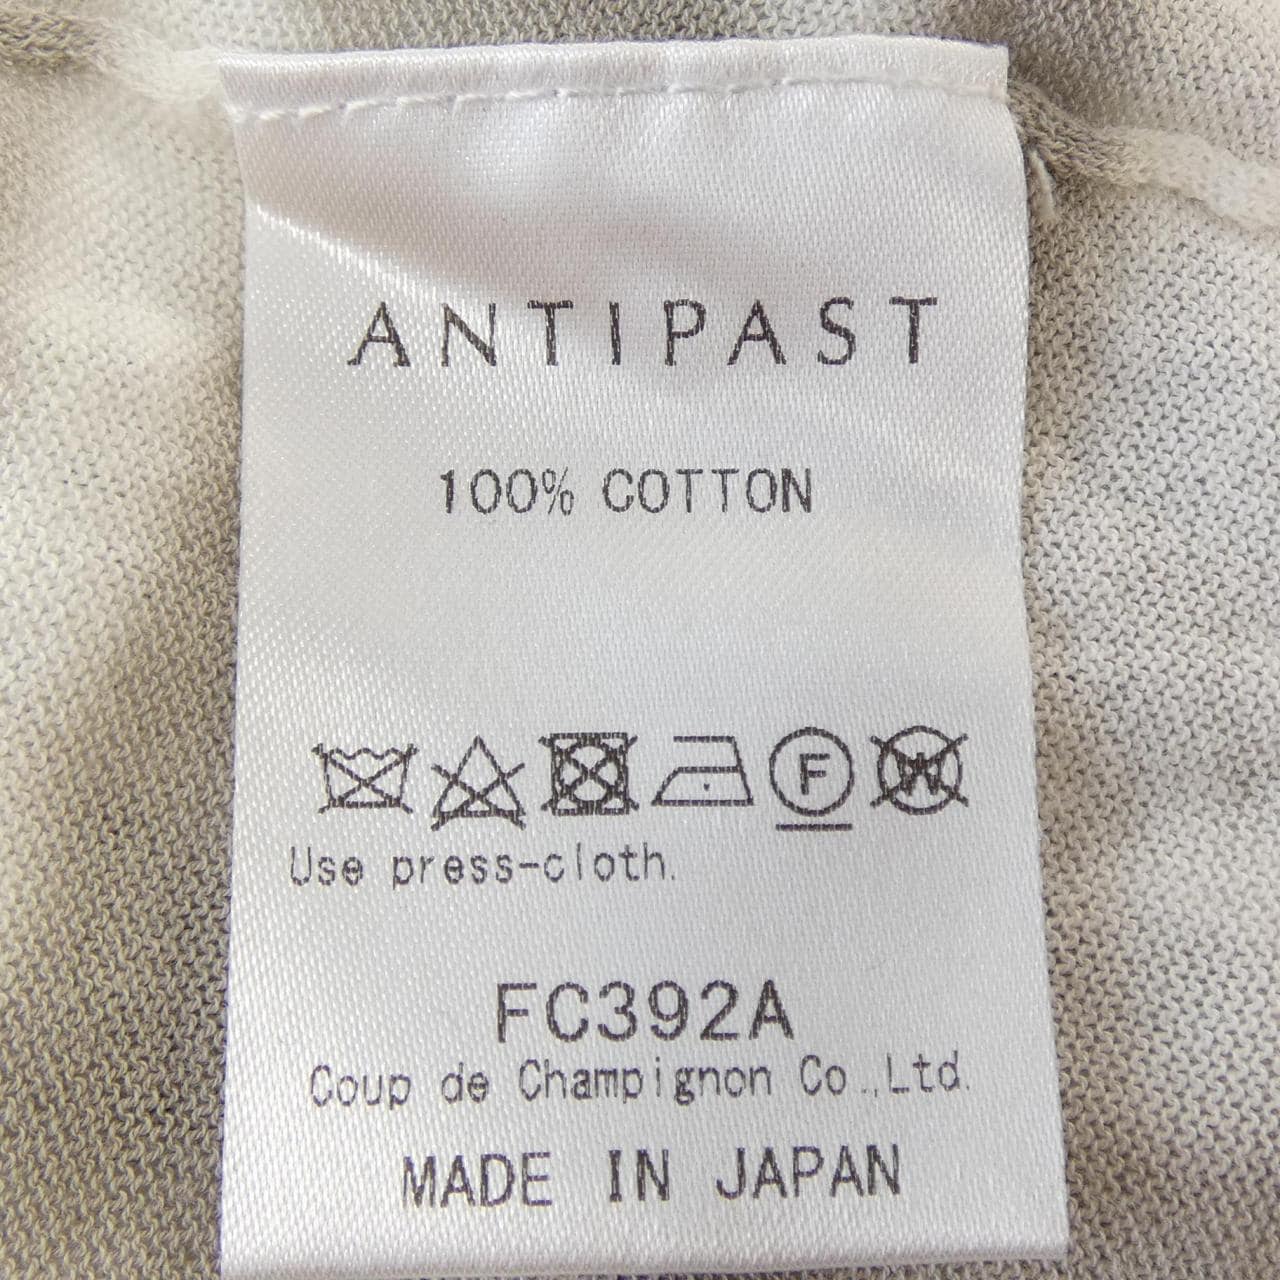 ANTIPAST
100% COTTON
F W
Use press-cloth.
FC392A
Coup de Champignon Co.,Ltd.
MADE IN JAPAN